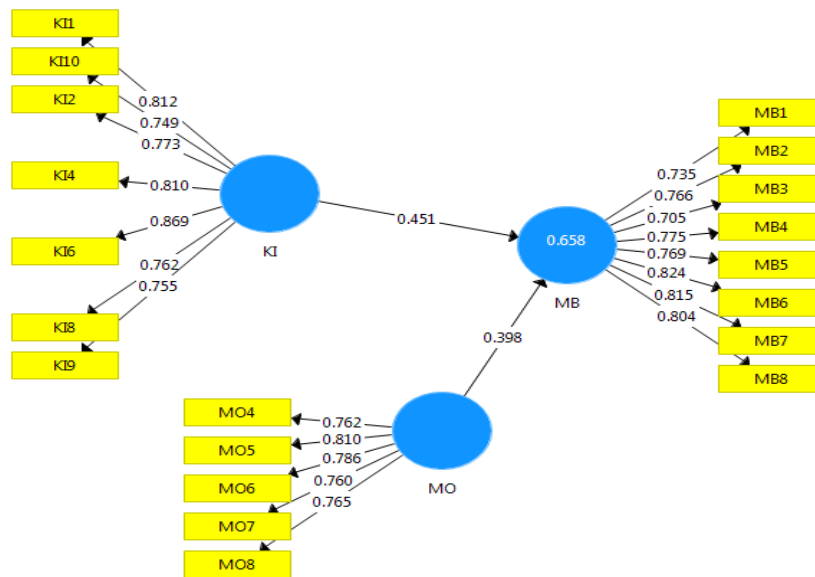 KI1
KI10
KI2
KI4
KI6
KI8
KI9
0.812
0.749
0.773
0.810
0.869
0.762
0.755
KI
0.451
0.658
MB
0.398
MB1
MB2
MB3
MB4
MB5
MB6
MB7
MB8
0.735
0.766
0.705
0.775
0.769
0.824
0.815
0.804
MO4
MO5
MO6
MO7
MO8
0.762
0.810
0.786
0.760
0.765
MO